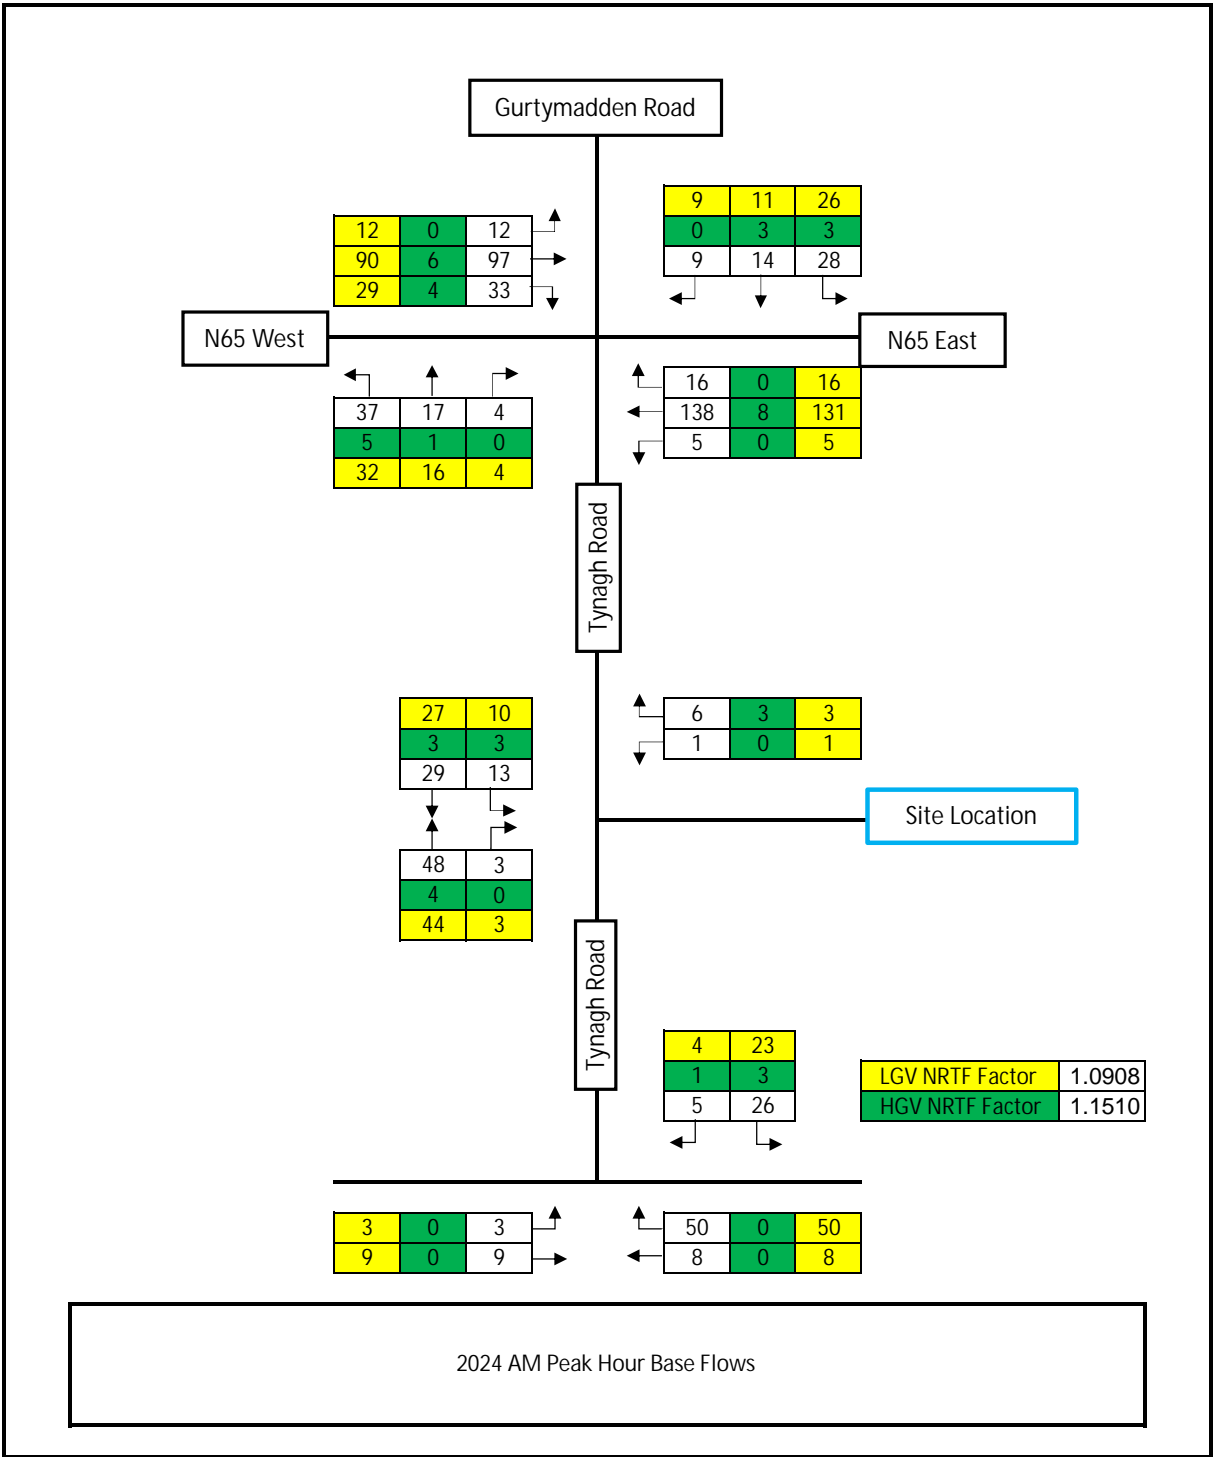 Gurtymadden Road
9 11 26
0 3 3
9 14 28
12 0 12
90 6 97
29 4 33
N65 West
N65 East
37 17 4
5 1 0
32 16 4
16 0 16
138 8 131
5 0 5
Tynagh Road
27 10
3 3
29 13
6 3 3
1 0 1
Site Location
48 3
4 0
44 3
Tynagh Road
4 23
1 3
5 26
LGV NRTF Factor 1.0908
HGV NRTF Factor 1.1510
3 0 3
9 0 9
50 0 50
8 0 8
2024 AM Peak Hour Base Flows